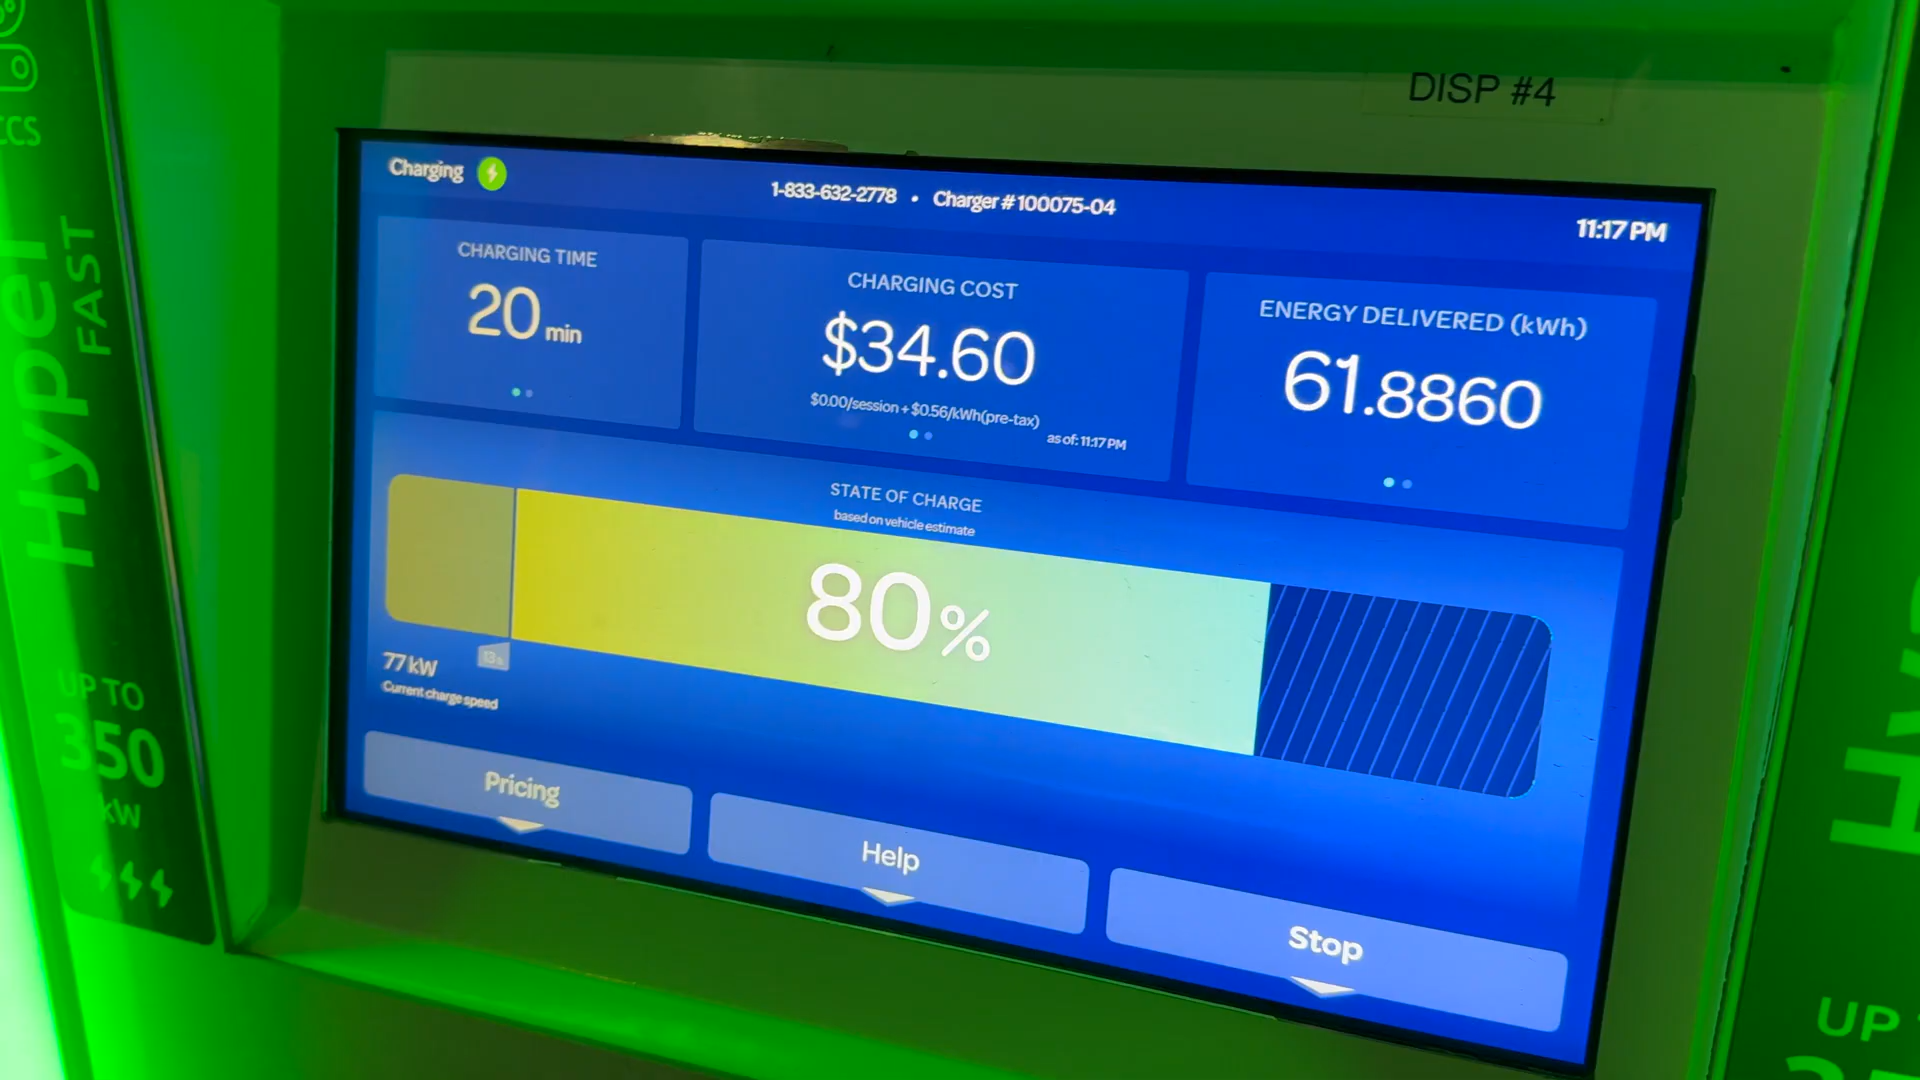 DISP #4
Charging
1-833-632-2778 • Charger # 100075-04
11:17 PM
CHARGING TIME
20 min
CHARGING COST
$34.60
$0.00/session + $0.56/kWh(pre-tax)
as of: 11:17 PM
ENERGY DELIVERED (kWh)
61.8860
STATE OF CHARGE
based on vehicle estimate
80%
77 kW
Current charge speed
Pricing
Help
Stop
CCS
Hyper
FAST
UP TO
350
kW
UP